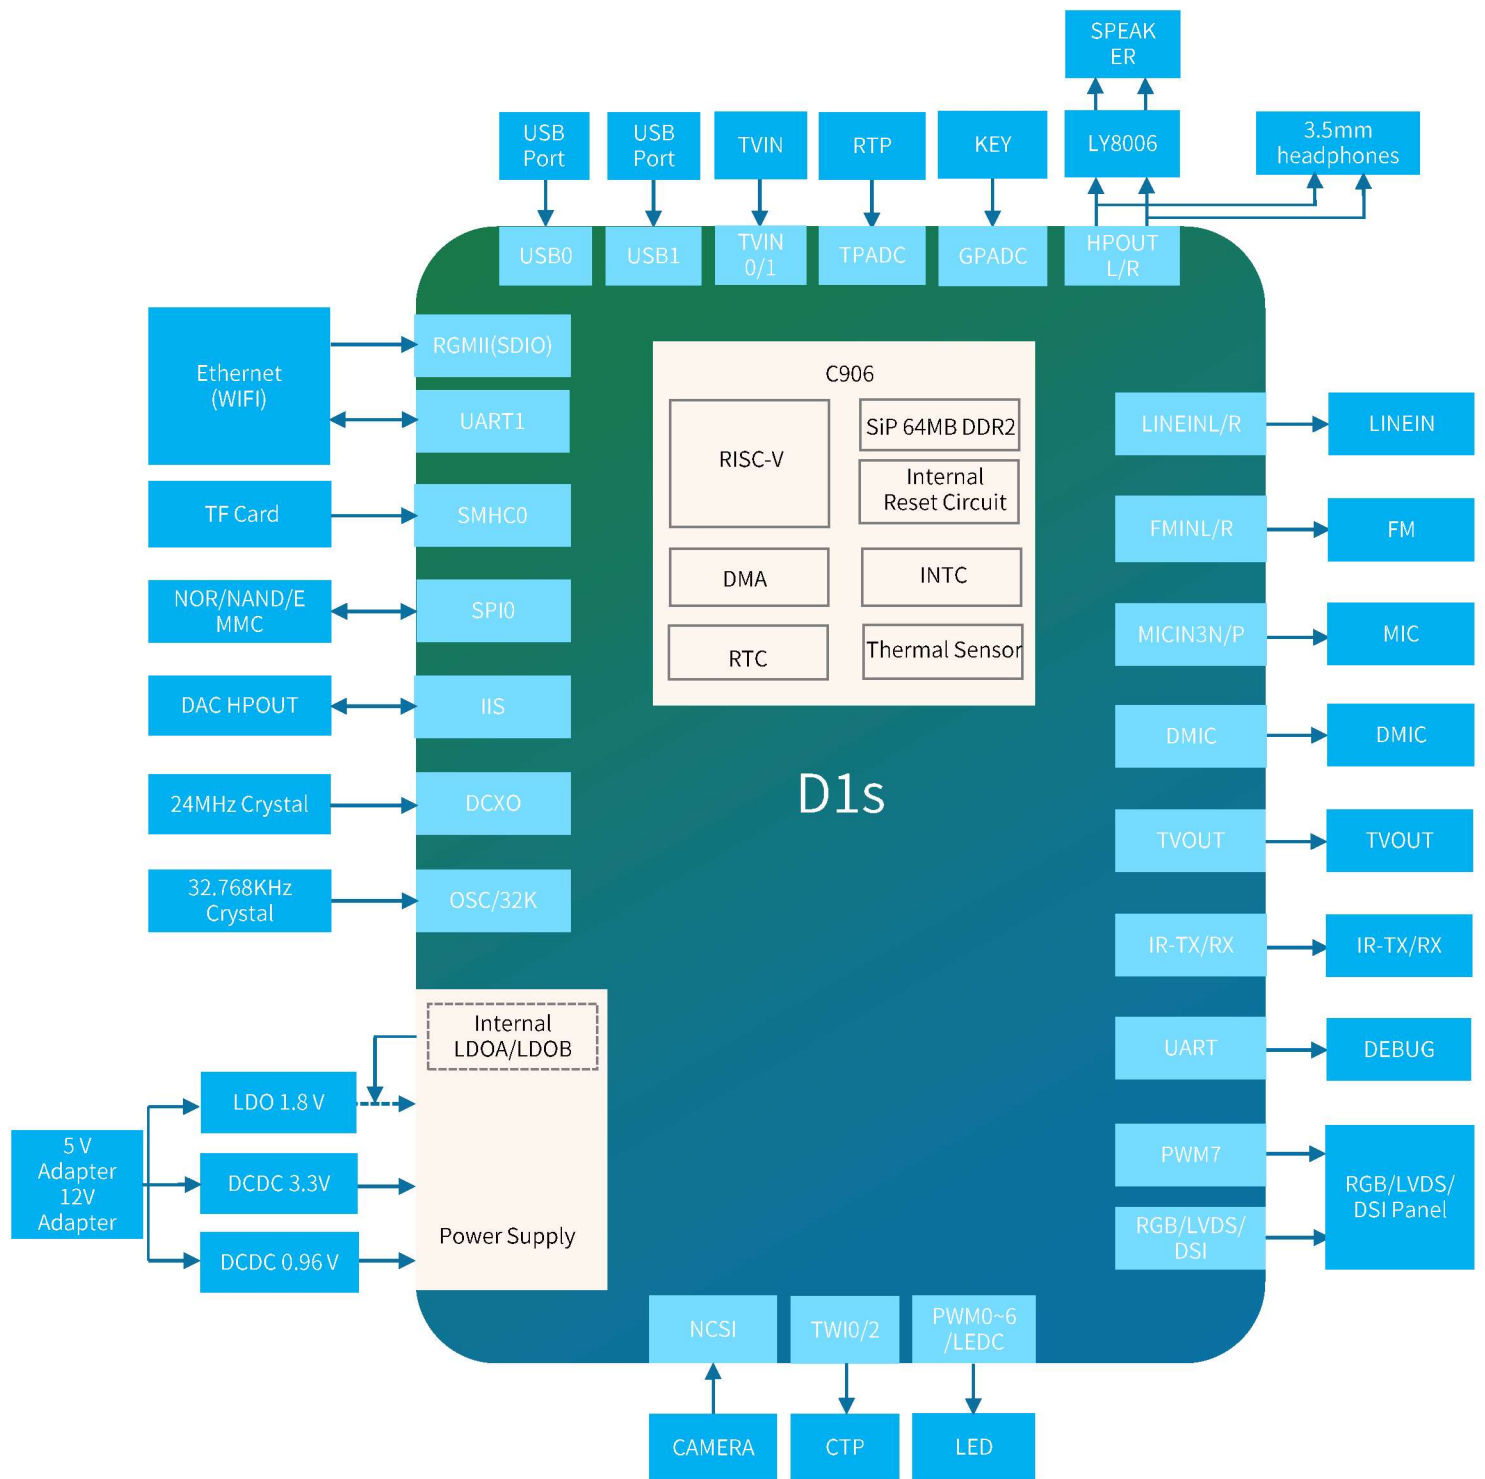 SPEAK
ER
USB
Port
USB
Port
TVIN
RTP
KEY
LY8006
3.5mm
headphones
USB0
USB1
TVIN
0/1
TPADC
GPADC
HPOUT
L/R
Ethernet
(WIFI)
RGMII(SDIO)
UART1
TF Card
SMHC0
NOR/NAND/E
MMC
SPI0
DAC HPOUT
IIS
24MHz Crystal
DCXO
32.768KHz
Crystal
OSC/32K
C906
RISC-V
SiP 64MB DDR2
Internal
Reset Circuit
DMA
INTC
RTC
Thermal Sensor
D1s
LINEINL/R
LINEIN
FMINL/R
FM
MICIN3N/P
MIC
DMIC
DMIC
TVOUT
TVOUT
IR-TX/RX
IR-TX/RX
UART
DEBUG
PWM7
RGB/LVDS/
DSI
RGB/LVDS/
DSI Panel
Internal
LDOA/LDOB
Power Supply
LDO 1.8 V
DCDC 3.3V
DCDC 0.96 V
5 V
Adapter
12V
Adapter
NCSI
TWI0/2
PWM0~6
/LEDC
CAMERA
CTP
LED